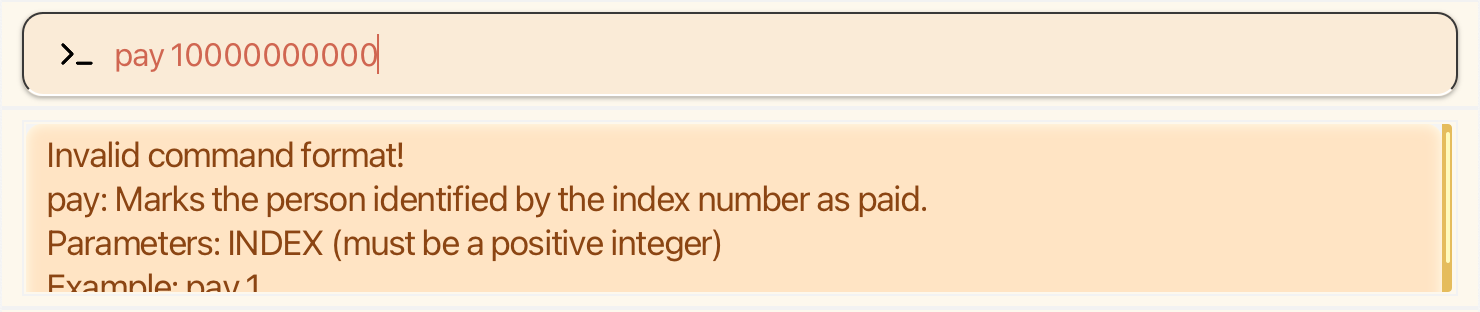 >_ pay 10000000000
Invalid command format!
pay: Marks the person identified by the index number as paid.
Parameters: INDEX (must be a positive integer)
Example: pay 1